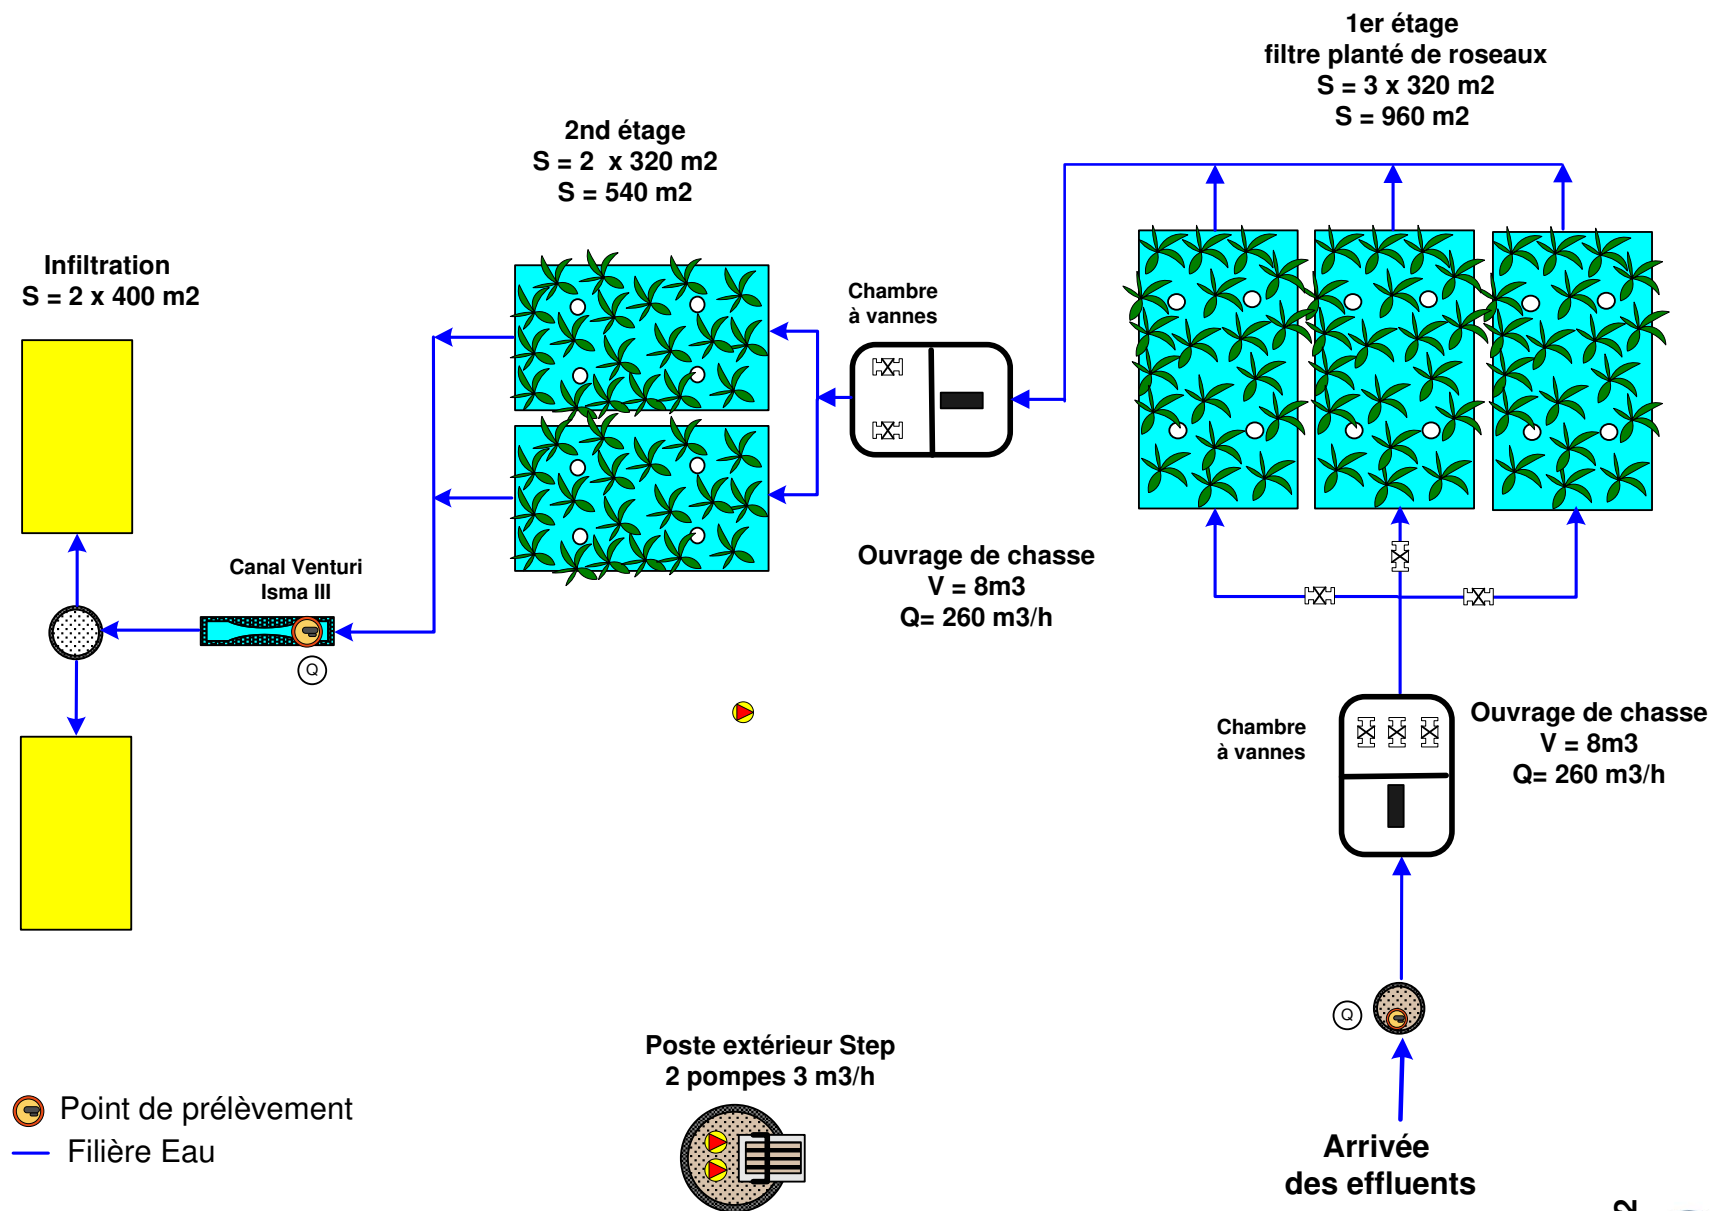 1er étage
filtre planté de roseaux
S = 3 x 320 m2
S = 960 m2
2nd étage
S = 2 x 320 m2
S = 540 m2
Infiltration
S = 2 x 400 m2
Chambre
à vannes
Canal Venturi
Isma III
Q
Ouvrage de chasse
V = 8m3
Q= 260 m3/h
Chambre
à vannes
Ouvrage de chasse
V = 8m3
Q= 260 m3/h
Q
Poste extérieur Step
2 pompes 3 m3/h
Point de prélèvement
Filière Eau
Arrivée
des effluents
2